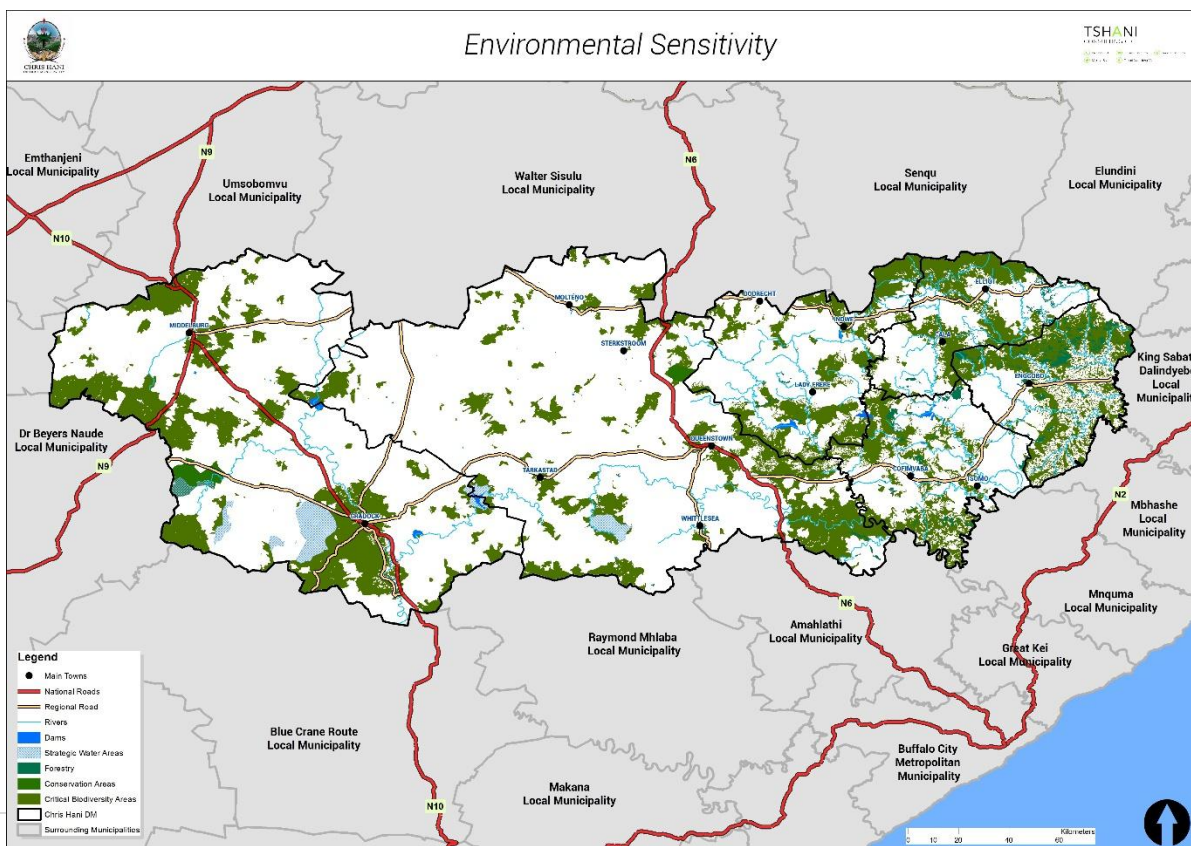 Environmental Sensitivity
CHRIS HANI
TSHANI
Emthanjeni
Local Municipality
N9
Umsobomvu
Local Municipality
Walter Sisulu
Local Municipality
N6
Senqu
Local Municipality
Elundini
Local Municipality
N10
MOLTENO
DODRECHT
ELLIOT
MIDDELBURG
STERKSTROOM
LADY FRERE
ENGCOBO
King Sabata
Dalindyebo
Local
Municipality
Dr Beyers Naude
Local Municipality
N9
QUEENSTOWN
TARKASTAD
COFIMVABA
TSOMO
N2
Mbhashe
Local
Municipality
CRADOCK
WHITTLESEA
Mnquma
Local Municipality
N6
Amahlathi
Local Municipality
Raymond Mhlaba
Local Municipality
Great Kei
Local Municipality
Blue Crane Route
Local Municipality
Buffalo City
Metropolitan
Municipality
Makana
Local Municipality
N10
Legend
Main Towns
National Roads
Regional Road
Rivers
Dams
Strategic Water Areas
Forestry
Conservation Areas
Critical Biodiversity Areas
Chris Hani DM
Surrounding Municipalities
Kilometers
0 10 20 40 60